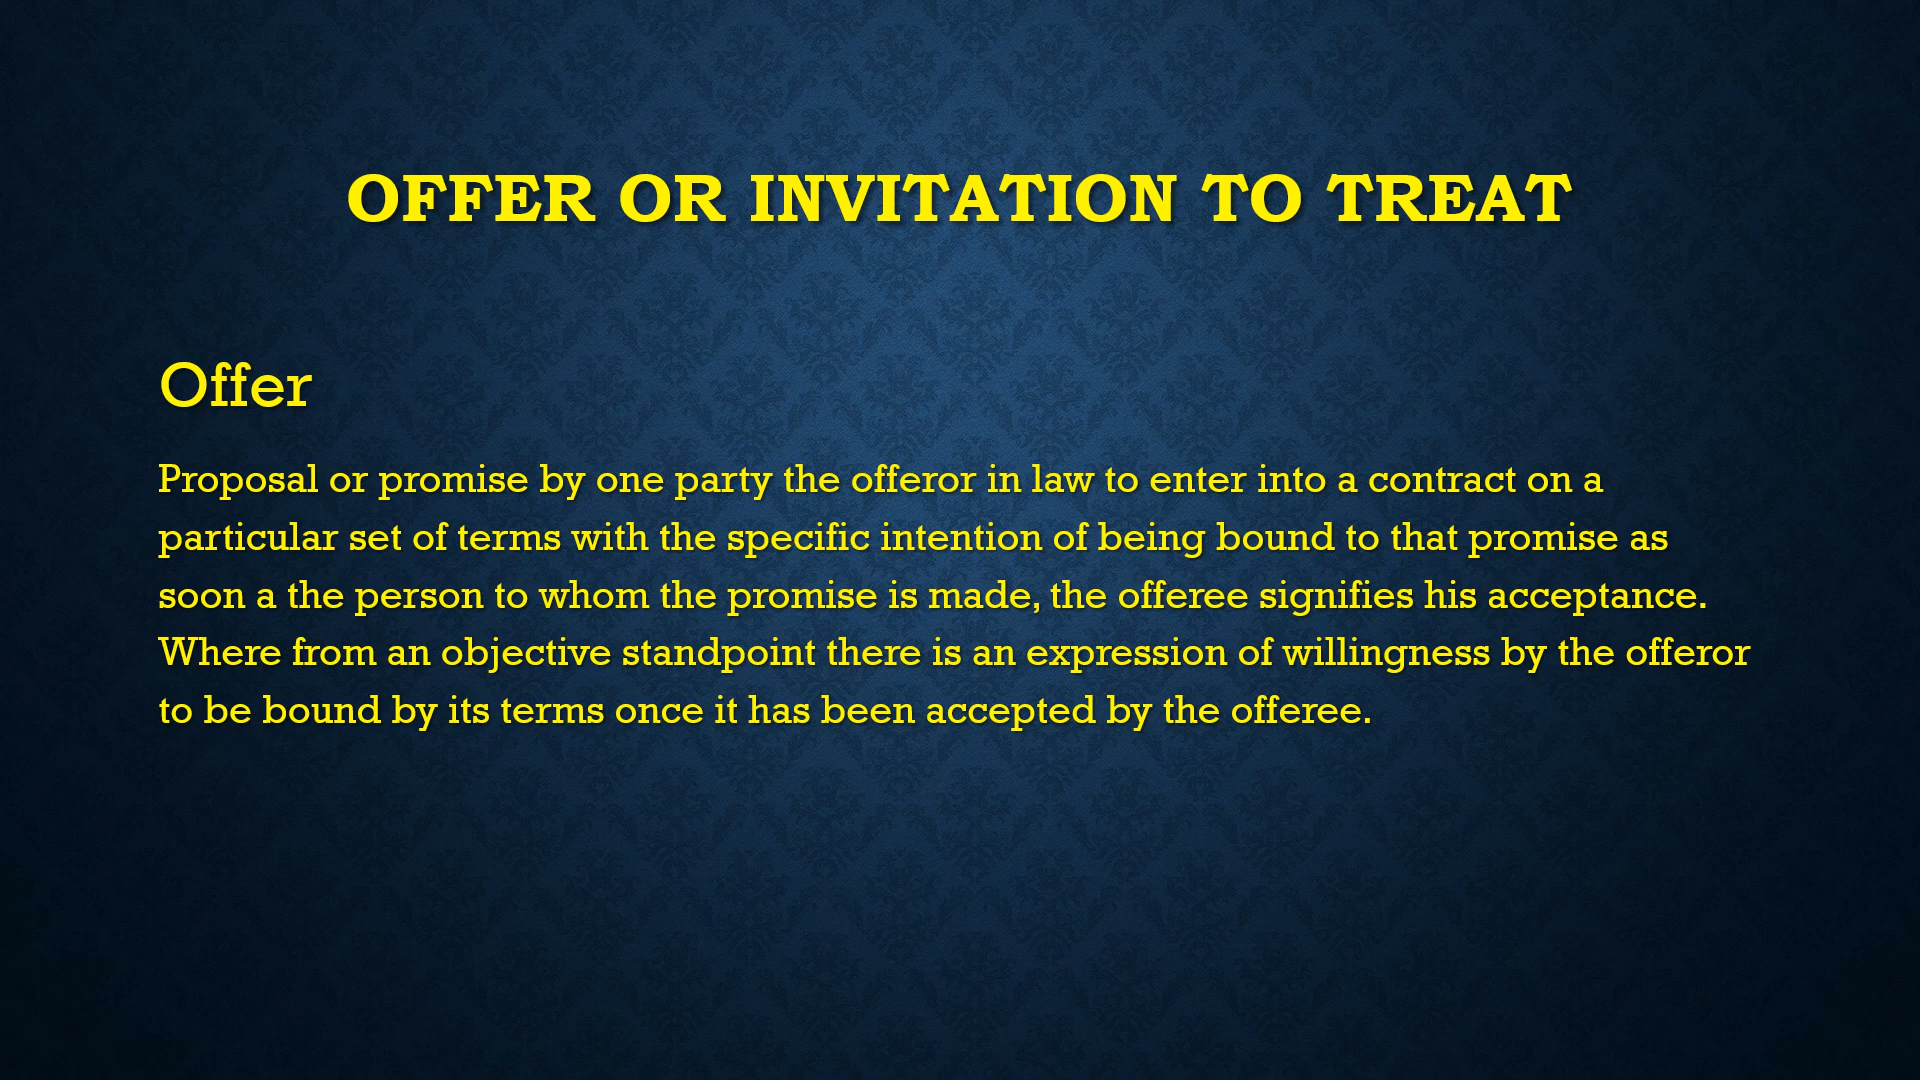 OFFER OR INVITATION TO TREAT
Offer
Proposal or promise by one party the offeror in law to enter into a contract on a
particular set of terms with the specific intention of being bound to that promise as
soon a the person to whom the promise is made, the offeree signifies his acceptance.
Where from an objective standpoint there is an expression of willingness by the offeror
to be bound by its terms once it has been accepted by the offeree.